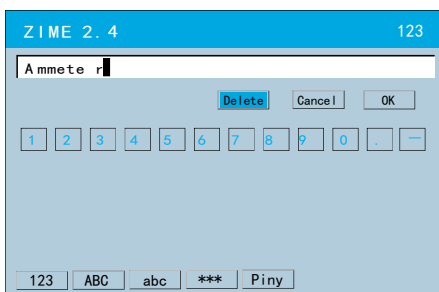 ZIME 2.4 123
Ammete r
Delete Cancel OK
1 2 3 4 5 6 7 8 9 0 . —
123 ABC abc *** Piny